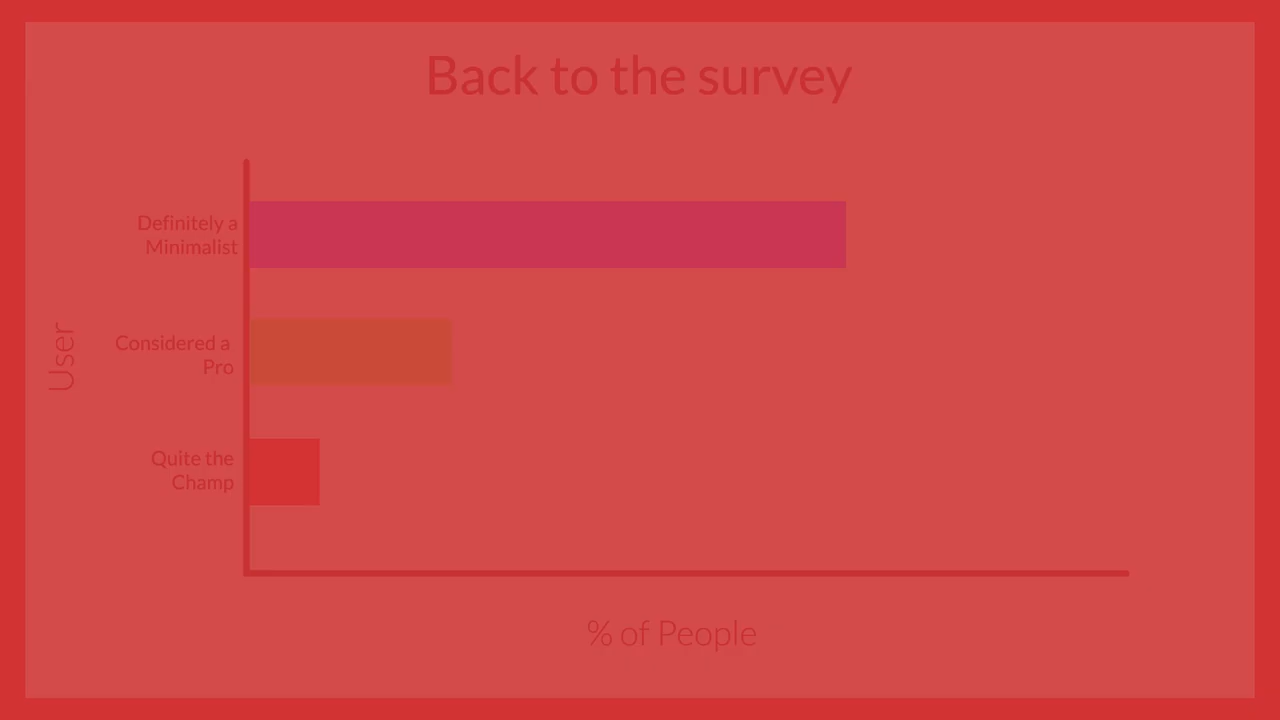 Back to the survey
Definitely a
Minimalist
Considered a
Pro
Quite the
Champ
User
% of People